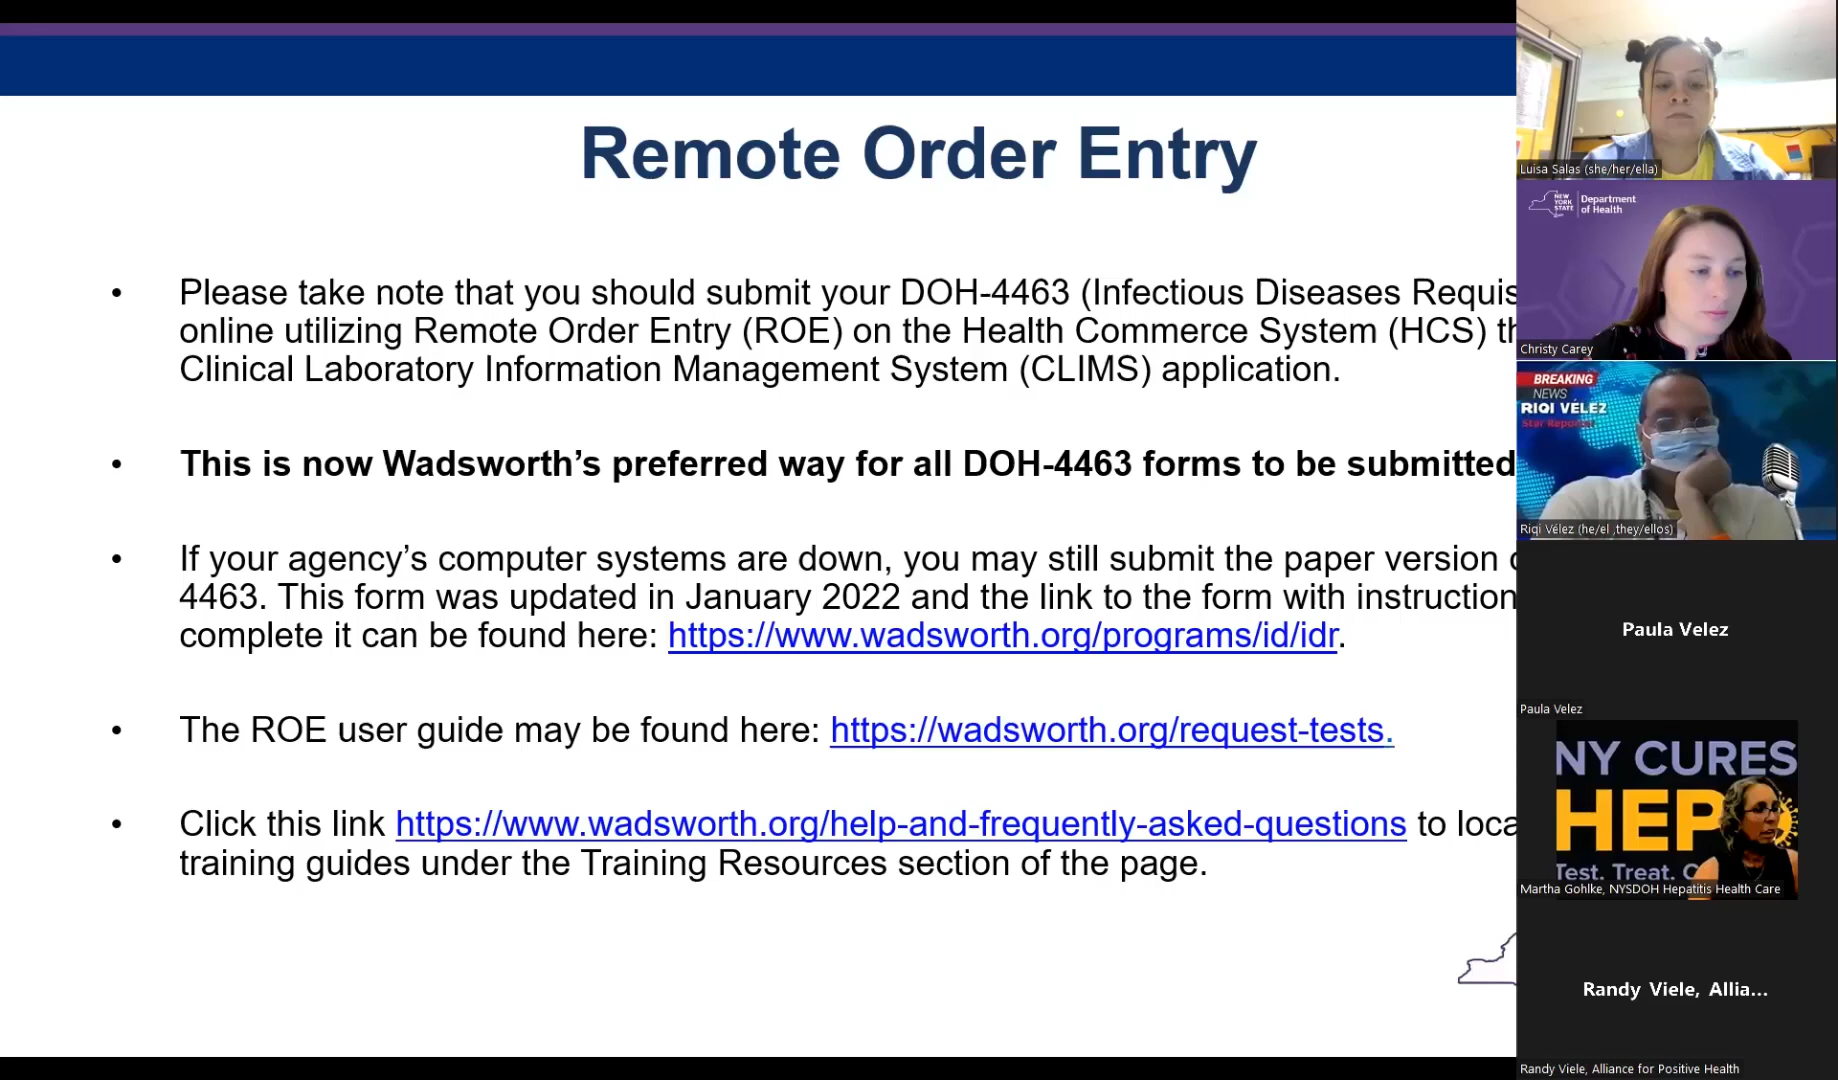 Remote Order Entry
• Please take note that you should submit your DOH-4463 (Infectious Diseases
online utilizing Remote Order Entry (ROE) on the Health Commerce System (HCS)
Clinical Laboratory Information Management System (CLIMS) application.
• This is now Wadsworth’s preferred way for all DOH-4463 forms to be submitted
• If your agency’s computer systems are down, you may still submit the paper version
4463. This form was updated in January 2022 and the link to the form with instruction
complete it can be found here: https://www.wadsworth.org/programs/id/idr.
• The ROE user guide may be found here: https://wadsworth.org/request-tests.
• Click this link https://www.wadsworth.org/help-and-frequently-asked-questions to
training guides under the Training Resources section of the page.
Luisa Salas (she/her/ella)
NEW
YORK
STATE
Department
of Health
Christy Carey
BREAKING
NEWS
RIQI VÉLEZ
Star Reporter
Riqi Vélez (he/el ,they/ellos)
Paula Velez
Paula Velez
NY CURES
HEP
Test. Treat.
Martha Gohlke, NYSDOH Hepatitis Health Care
Randy Viele, Allia...
Randy Viele, Alliance for Positive Health